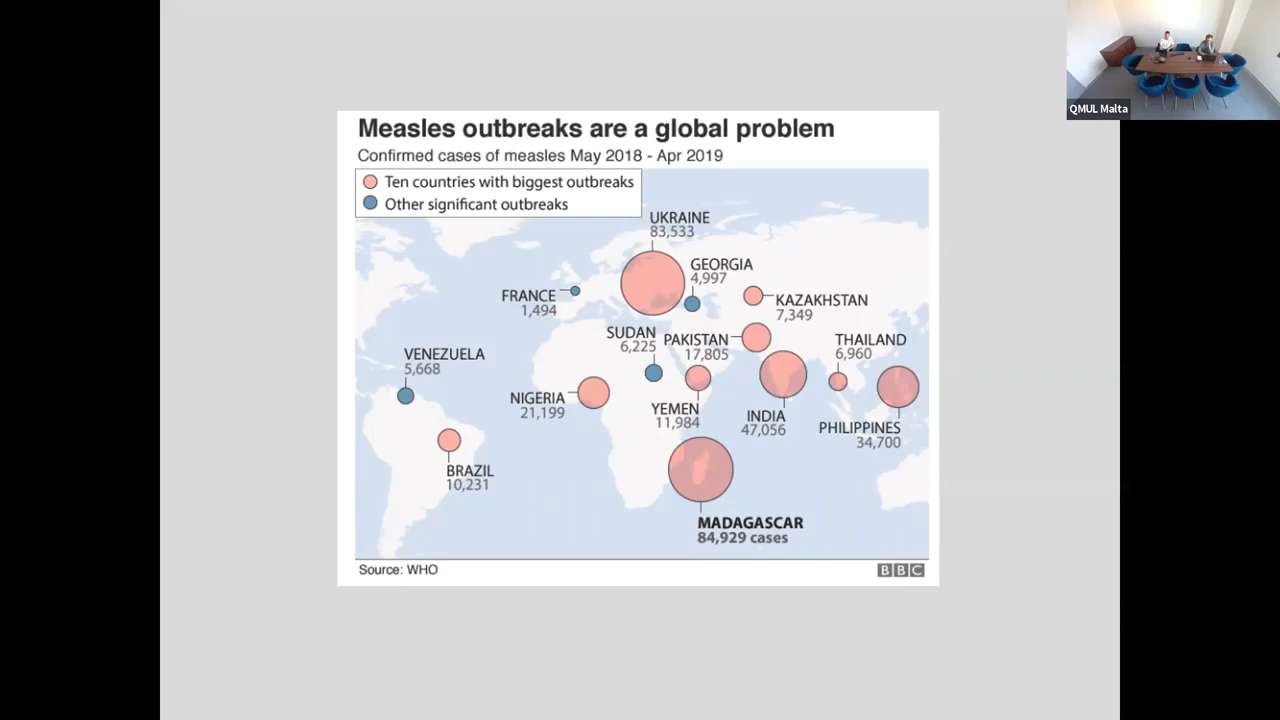 QMUL Malta
Measles outbreaks are a global problem
Confirmed cases of measles May 2018 - Apr 2019
Ten countries with biggest outbreaks
Other significant outbreaks
UKRAINE
83,533
GEORGIA
4,997
FRANCE
1,494
KAZAKHSTAN
7,349
SUDAN
6,225
PAKISTAN
17,805
THAILAND
6,960
VENEZUELA
5,668
NIGERIA
21,199
YEMEN
11,984
INDIA
47,056
PHILIPPINES
34,700
BRAZIL
10,231
MADAGASCAR
84,929 cases
Source: WHO
BBC